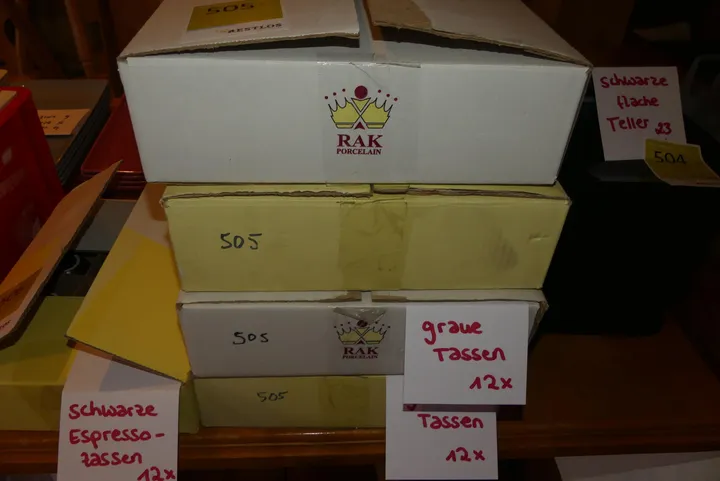 505
RESTLOS
RAK
PORCELAIN
schwarze
flache
Teller 23
504
505
505
RAK
PORCELAIN
graue
Tassen
12x
505
Tassen
12x
schwarze
Espresso-
tassen
12x